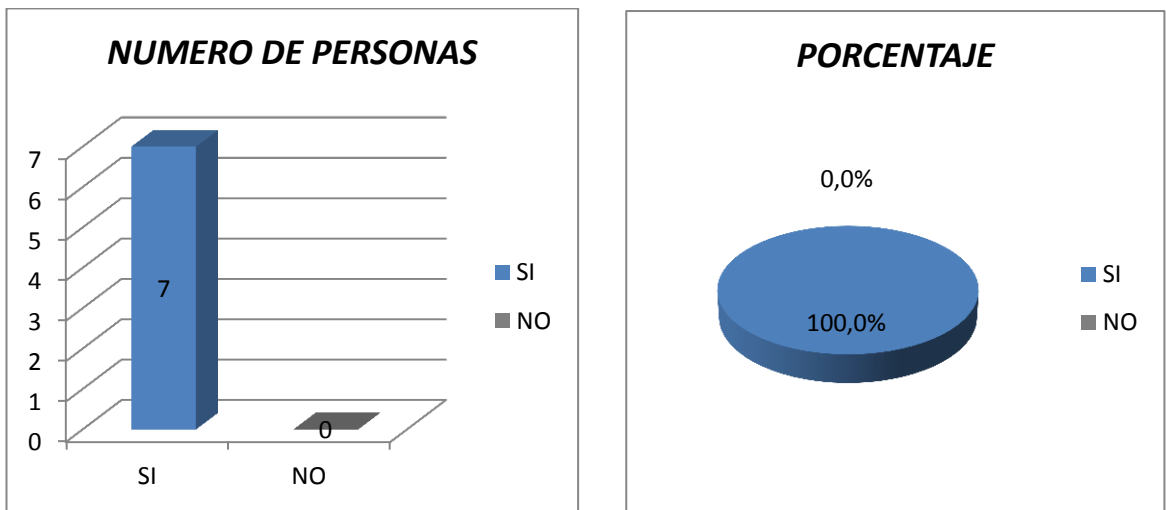 NUMERO DE PERSONAS
7
6
5
4
3
2
1
0
7
0
SI
NO
SI
NO
PORCENTAJE
0,0%
100,0%
SI
NO